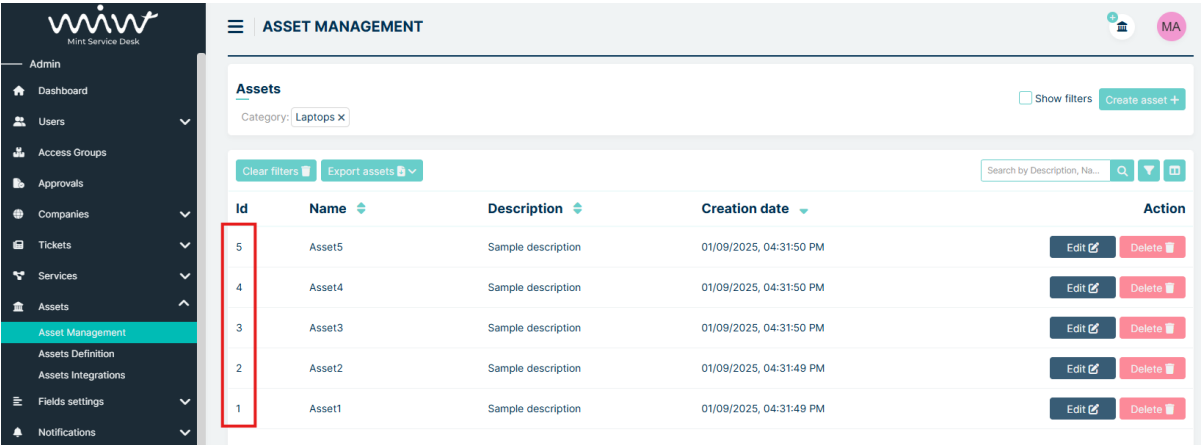 mint
Mint Service Desk
Admin
Dashboard
Users
Access Groups
Approvals
Companies
Tickets
Services
Assets
Asset Management
Assets Definition
Assets Integrations
Fields settings
Notifications
ASSET MANAGEMENT
MA
Assets
Show filters Create asset +
Category: Laptops ×
Clear filters Export assets Search by Description, Na...
Id Name Description Creation date Action
5 Asset5 Sample description 01/09/2025, 04:31:50 PM Edit Delete
4 Asset4 Sample description 01/09/2025, 04:31:50 PM Edit Delete
3 Asset3 Sample description 01/09/2025, 04:31:50 PM Edit Delete
2 Asset2 Sample description 01/09/2025, 04:31:49 PM Edit Delete
1 Asset1 Sample description 01/09/2025, 04:31:49 PM Edit Delete